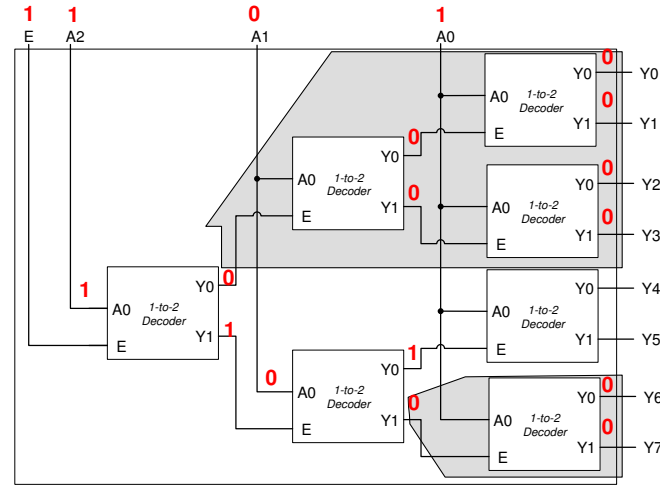 1 1 0 1
E A2 A1 A0
0
Y0 Y0
1-to-2
Decoder
A0
0
Y1 Y1
E
0
Y0
1-to-2
Decoder
A0
0
Y1
E
0
Y0 Y2
1-to-2
Decoder
A0
0
Y1 Y3
E
1
0
Y0
1-to-2
Decoder
A0
1
Y1
E
Y0 Y4
1-to-2
Decoder
A0
Y1 Y5
E
1
Y0
0
1-to-2
Decoder
A0
0
Y1
E
0
Y0 Y6
1-to-2
Decoder
A0
0
Y1 Y7
E